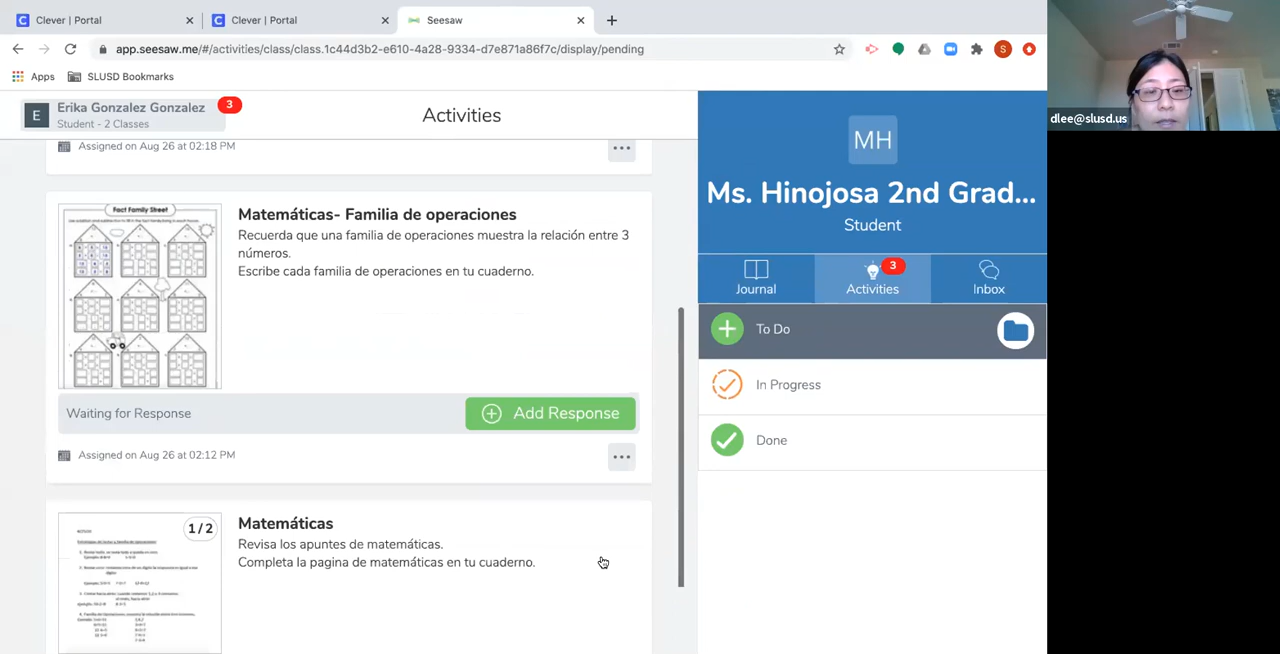 Clever | Portal
Clever | Portal
Seesaw
app.seesaw.me/#/activities/class/class.1c44d3b2-e610-4a28-9334-d7e871a86f7c/display/pending
S
Apps
SLUSD Bookmarks
E
Erika Gonzalez Gonzalez
Student - 2 Classes
3
Activities
Assigned on Aug 26 at 02:18 PM
Fact Family Street
Matemáticas- Familia de operaciones
Recuerda que una familia de operaciones muestra la relación entre 3
números.
Escribe cada familia de operaciones en tu cuaderno.
Waiting for Response
Add Response
Assigned on Aug 26 at 02:12 PM
1 / 2
Matemáticas
Revisa los apuntes de matemáticas.
Completa la pagina de matemáticas en tu cuaderno.
MH
Ms. Hinojosa 2nd Grad...
Student
Journal
3
Activities
Inbox
To Do
In Progress
Done
dlee@slusd.us